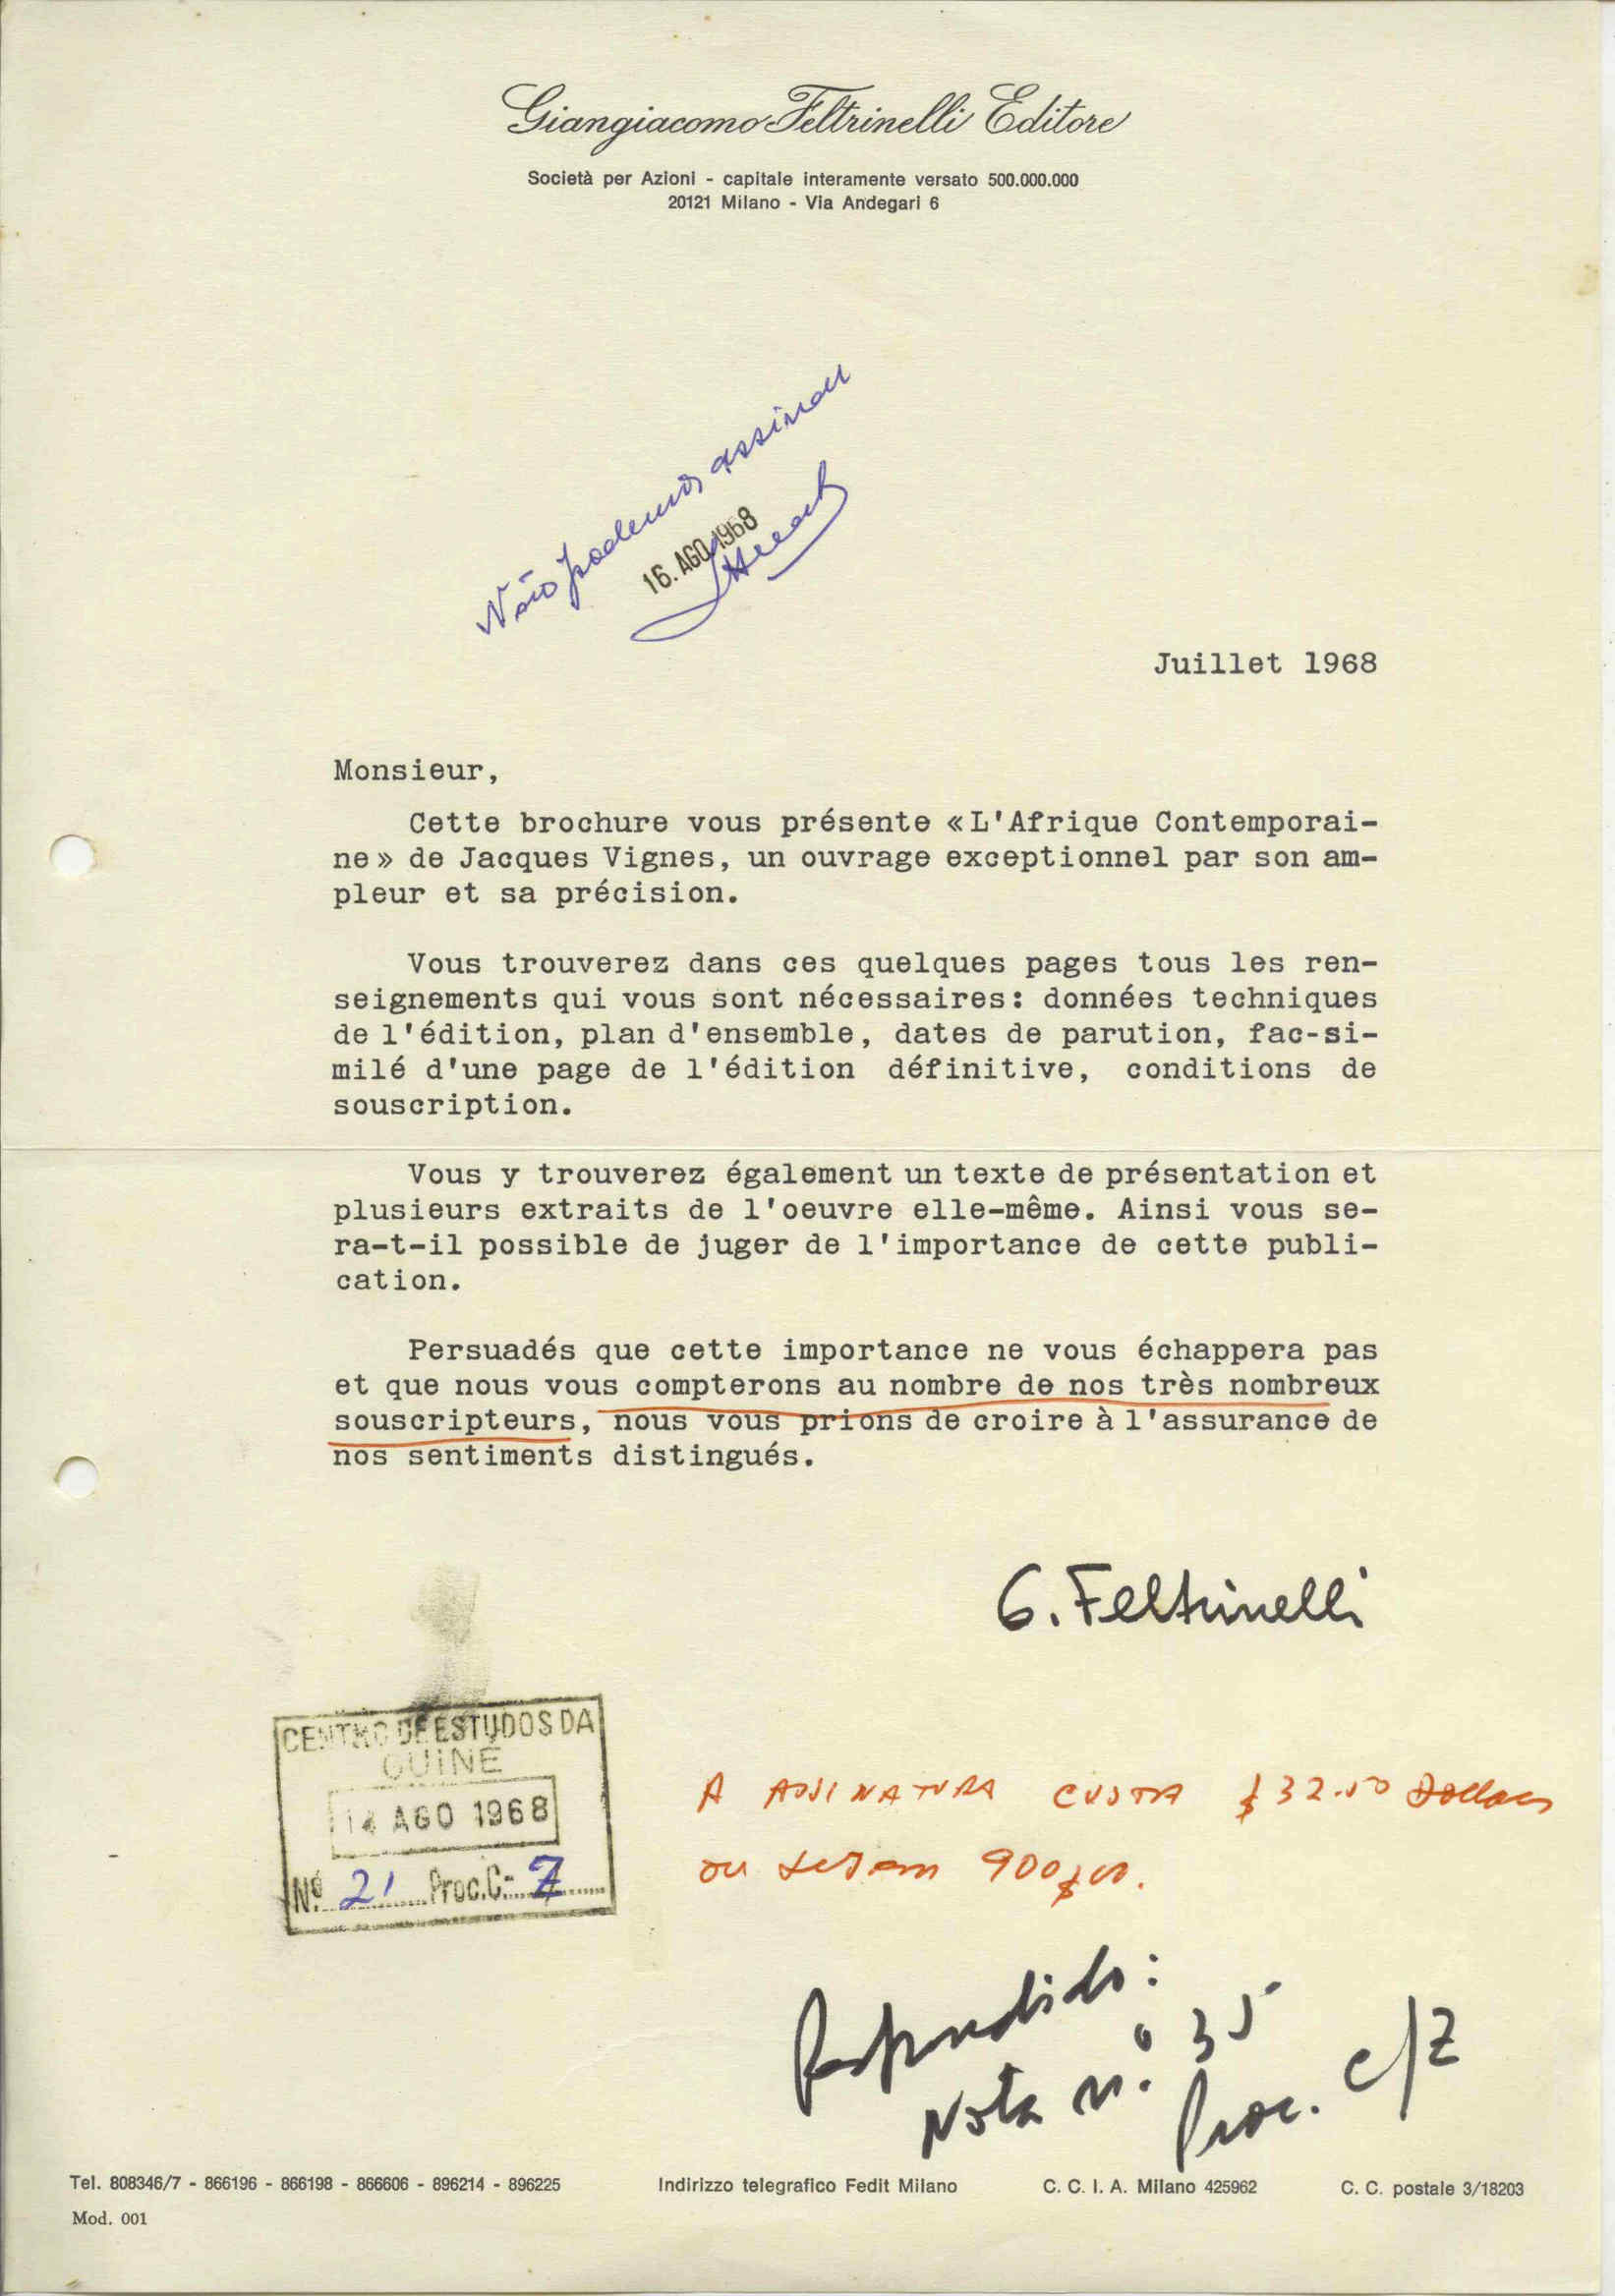 Giangiacomo Feltrinelli Editore
Società per Azioni - capitale interamente versato 500.000.000
20121 Milano - Via Andegari 6
Não podemos assinar
16. AGO 1968
Juillet 1968
Monsieur,
Cette brochure vous présente «L'Afrique Contemporai-
ne» de Jacques Vignes, un ouvrage exceptionnel par son am-
pleur et sa précision.
Vous trouverez dans ces quelques pages tous les ren-
seignements qui vous sont nécessaires: données techniques
de l'édition, plan d'ensemble, dates de parution, fac-si-
milé d'une page de l'édition définitive, conditions de
souscription.
Vous y trouverez également un texte de présentation et
plusieurs extraits de l'oeuvre elle-même. Ainsi vous se-
ra-t-il possible de juger de l'importance de cette publi-
cation.
Persuadés que cette importance ne vous échappera pas
et que nous vous compterons au nombre de nos très nombreux
souscripteurs, nous vous prions de croire à l'assurance de
nos sentiments distingués.
G. Feltrinelli
CENTRO DE ESTUDOS DA
GUINÉ
14 AGO 1968
Nº 21 Proc.C- Z
A ASSINATURA CUSTA $32.50 Dollars
ou sejam 900$00.
Respondido:
Nota n.º 35
Proc. C/Z
Tel. 808346/7 - 866196 - 866198 - 866606 - 896214 - 896225
Indirizzo telegrafico Fedit Milano
C. C. I. A. Milano 425962
C. C. postale 3/18203
Mod. 001